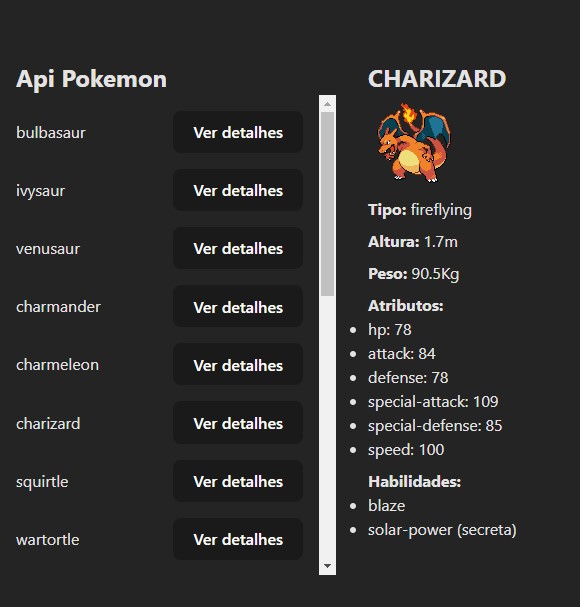 Api Pokemon
bulbasaur Ver detalhes
ivysaur Ver detalhes
venusaur Ver detalhes
charmander Ver detalhes
charmeleon Ver detalhes
charizard Ver detalhes
squirtle Ver detalhes
wartortle Ver detalhes
CHARIZARD
Tipo: fireflying
Altura: 1.7m
Peso: 90.5Kg
Atributos:
hp: 78
attack: 84
defense: 78
special-attack: 109
special-defense: 85
speed: 100
Habilidades:
blaze
solar-power (secreta)